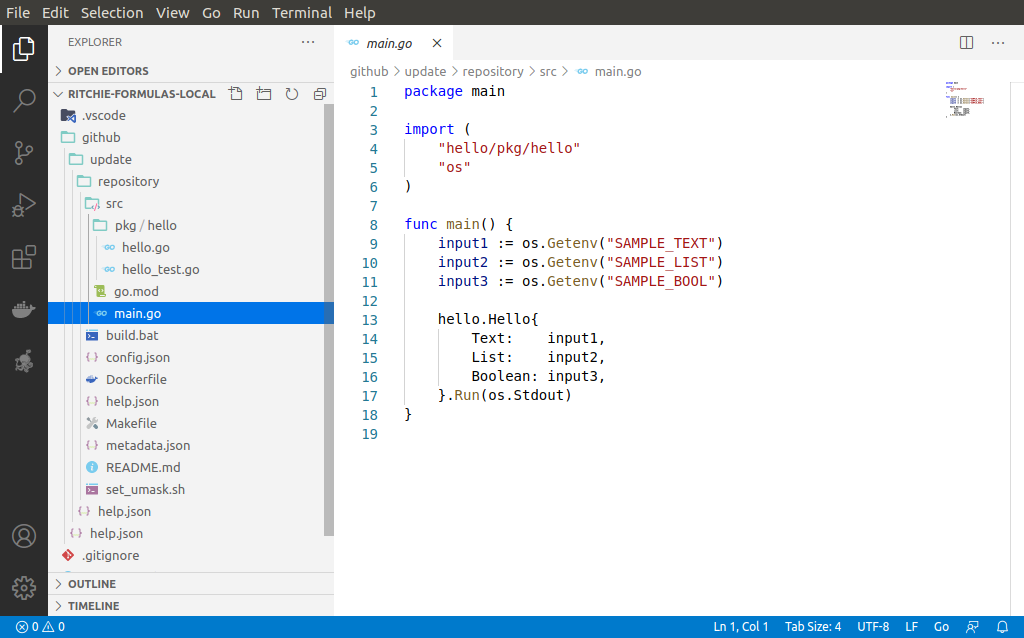 File Edit Selection View Go Run Terminal Help
EXPLORER
OPEN EDITORS
RITCHIE-FORMULAS-LOCAL
.vscode
github
update
repository
src
pkg / hello
hello.go
hello_test.go
go.mod
main.go
build.bat
config.json
Dockerfile
help.json
Makefile
metadata.json
README.md
set_umask.sh
help.json
help.json
.gitignore
OUTLINE
TIMELINE
main.go
github > update > repository > src > main.go
1 package main
2
3 import (
4 "hello/pkg/hello"
5 "os"
6 )
7
8 func main() {
9 input1 := os.Getenv("SAMPLE_TEXT")
10 input2 := os.Getenv("SAMPLE_LIST")
11 input3 := os.Getenv("SAMPLE_BOOL")
12
13 hello.Hello{
14 Text: input1,
15 List: input2,
16 Boolean: input3,
17 }.Run(os.Stdout)
18 }
19
0 0 Ln 1, Col 1 Tab Size: 4 UTF-8 LF Go